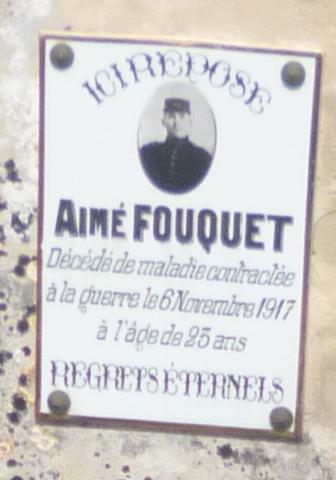 ICI REPOSE
AIMÉ FOUQUET
Décédé de maladie contractée
à la guerre le 6 Novembre 1917
à l'âge de 23 ans
REGRETS ÉTERNELS